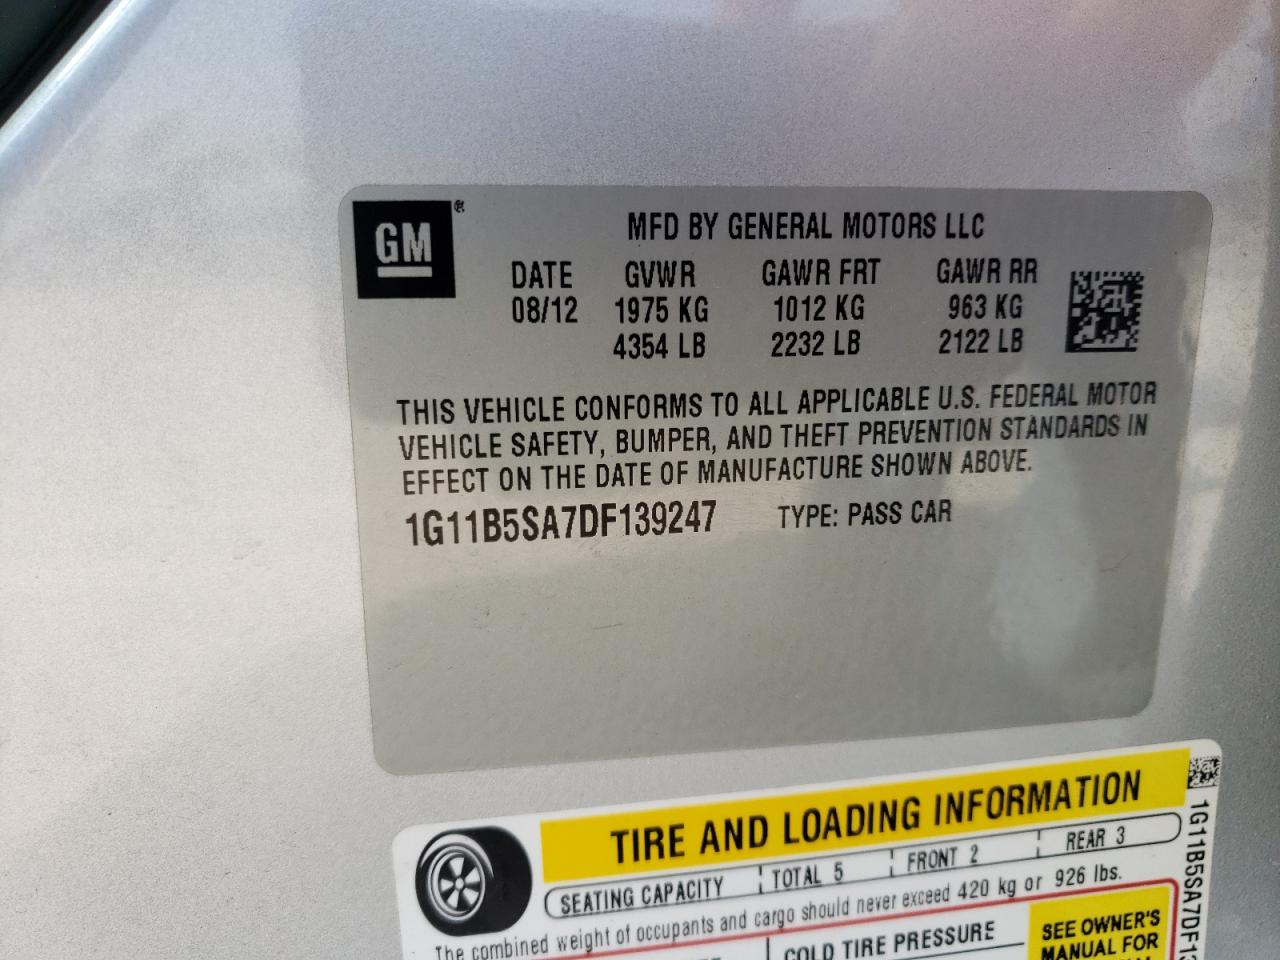 GM®
MFD BY GENERAL MOTORS LLC
DATE GVWR GAWR FRT GAWR RR
08/12 1975 KG 1012 KG 963 KG
4354 LB 2232 LB 2122 LB
THIS VEHICLE CONFORMS TO ALL APPLICABLE U.S. FEDERAL MOTOR
VEHICLE SAFETY, BUMPER, AND THEFT PREVENTION STANDARDS IN
EFFECT ON THE DATE OF MANUFACTURE SHOWN ABOVE.
1G11B5SA7DF139247 TYPE: PASS CAR
TIRE AND LOADING INFORMATION
SEATING CAPACITY TOTAL 5 FRONT 2 REAR 3
The combined weight of occupants and cargo should never exceed 420 kg or 926 lbs.
COLD TIRE PRESSURE
SEE OWNER'S
MANUAL FOR
1G11B5SA7DF13